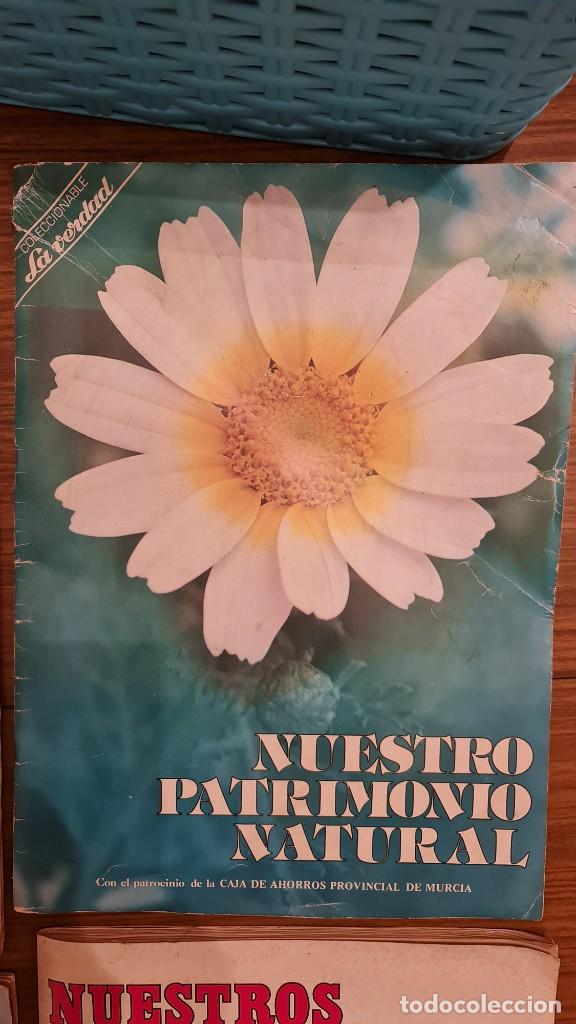 COLECCIONABLE
La verdad
NUESTRO
PATRIMONIO
NATURAL
Con el patrocinio de la CAJA DE AHORROS PROVINCIAL DE MURCIA
NUESTROS
todocoleccion